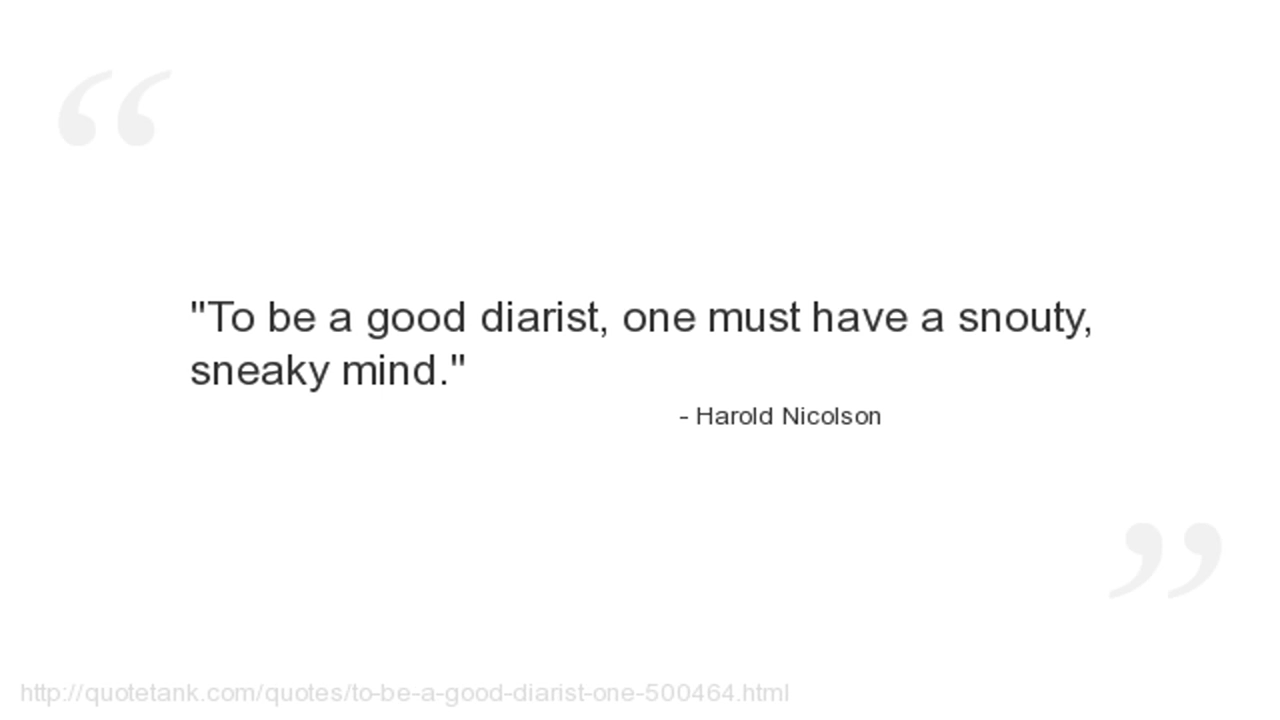 "To be a good diarist, one must have a snouty,
sneaky mind."
- Harold Nicolson
http://quotetank.com/quotes/to-be-a-good-diarist-one-500464.html